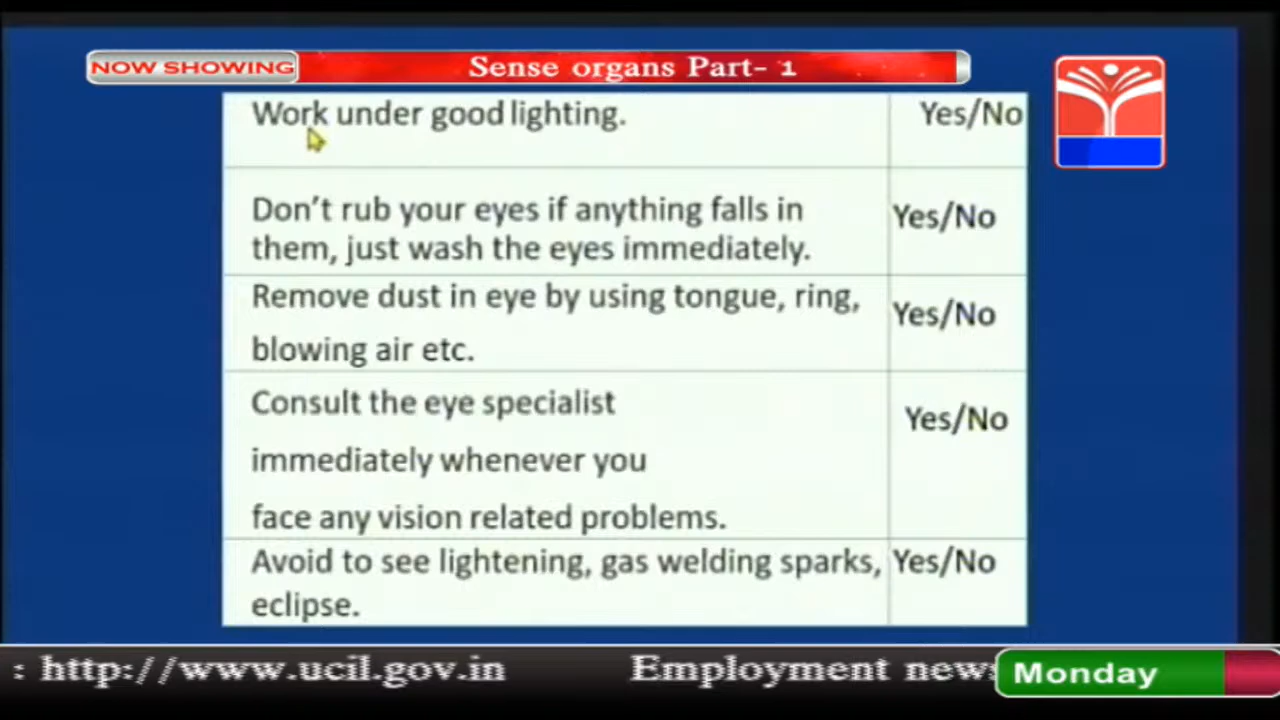 NOW SHOWING
Sense organs Part- 1
Work under good lighting.
Yes/No
Don't rub your eyes if anything falls in
them, just wash the eyes immediately.
Yes/No
Remove dust in eye by using tongue, ring,
blowing air etc.
Yes/No
Consult the eye specialist
immediately whenever you
face any vision related problems.
Yes/No
Avoid to see lightening, gas welding sparks,
eclipse.
Yes/No
: http://www.ucil.gov.in
Employment news
Monday